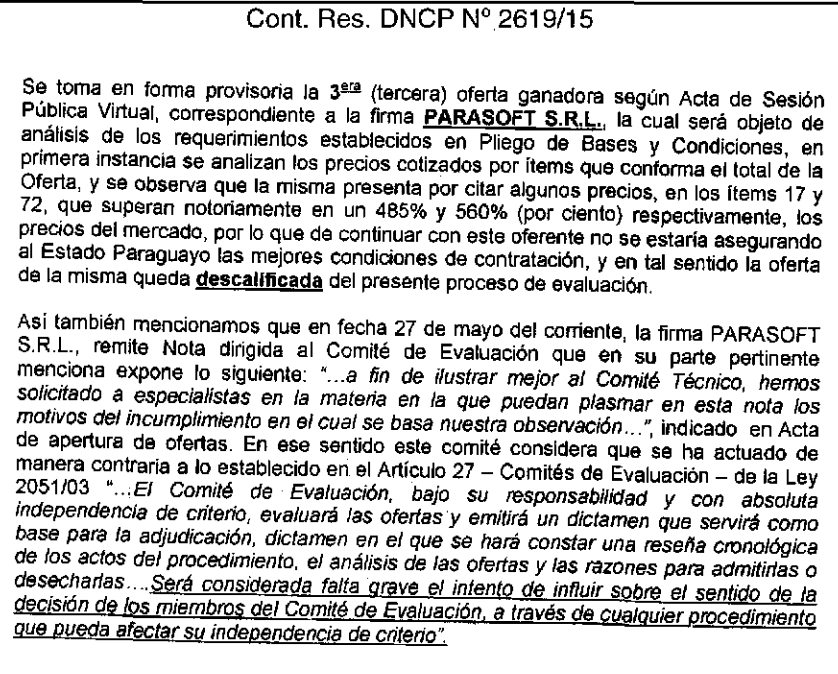 Cont. Res. DNCP Nº 2619/15
Se toma en forma provisoria la 3era (tercera) oferta ganadora según Acta de Sesión
Pública Virtual, correspondiente a la firma PARASOFT S.R.L., la cual será objeto de
análisis de los requerimientos establecidos en Pliego de Bases y Condiciones, en
primera instancia se analizan los precios cotizados por ítems que conforma el total de la
Oferta, y se observa que la misma presenta por citar algunos precios, en los ítems 17 y
72, que superan notoriamente en un 485% y 560% (por ciento) respectivamente, los
precios del mercado, por lo que de continuar con este oferente no se estaría asegurando
al Estado Paraguayo las mejores condiciones de contratación, y en tal sentido la oferta
de la misma queda descalificada del presente proceso de evaluación.
Así también mencionamos que en fecha 27 de mayo del corriente, la firma PARASOFT
S.R.L., remite Nota dirigida al Comité de Evaluación que en su parte pertinente
menciona expone lo siguiente: "...a fin de ilustrar mejor al Comité Técnico, hemos
solicitado a especialistas en la materia en la que puedan plasmar en esta nota los
motivos del incumplimiento en el cual se basa nuestra observación...", indicado en Acta
de apertura de ofertas. En ese sentido este comité considera que se ha actuado de
manera contraria a lo establecido en el Artículo 27 – Comités de Evaluación – de la Ley
2051/03 "...El Comité de Evaluación, bajo su responsabilidad y con absoluta
independencia de criterio, evaluará las ofertas y emitirá un dictamen que servirá como
base para la adjudicación, dictamen en el que se hará constar una reseña cronológica
de los actos del procedimiento, el análisis de las ofertas y las razones para admitirlas o
desecharlas....Será considerada falta grave el intento de influir sobre el sentido de la
decisión de los miembros del Comité de Evaluación, a través de cualquier procedimiento
que pueda afectar su independencia de criterio".